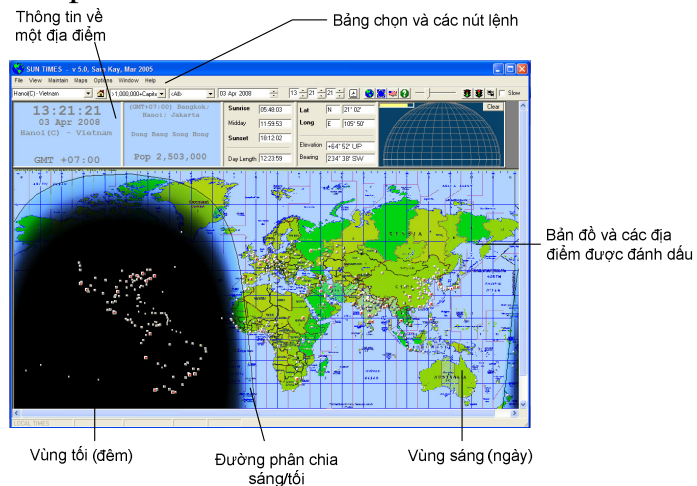 Thông tin về
một địa điểm
Bảng chọn và các nút lệnh
SUN TIMES - v 5.0, Sam Kay, Mar 2005
File View Maintain Maps Options Window Help
Hanoi(C) - Vietnam >1,000,000+Capita <All> 03 Apr 2008 13 21 21 Slow
13:21:21
03 Apr 2008
Hanoi(C) - Vietnam
GMT +07:00
(GMT+07:00) Bangkok;
Hanoi; Jakarta
Dong Bang Song Hong
Pop 2,503,000
Sunrise 05:48:03
Midday 11:59:53
Sunset 18:12:02
Day Length 12:23:59
Lat N 21° 02'
Long E 105° 50'
Elevation +64° 52' UP
Bearing 234° 38' SW
Clear
AUSTRALIA
Bản đồ và các địa
điểm được đánh dấu
LOCAL TIMES
Vùng tối (đêm)
Đường phân chia
sáng/tối
Vùng sáng (ngày)